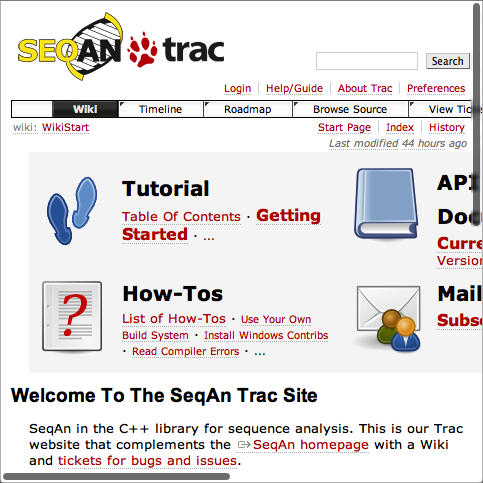 SEQAN trac
Search
Login Help/Guide About Trac Preferences
Wiki Timeline Roadmap Browse Source View
wiki: WikiStart Start Page Index History
Last modified 44 hours ago
Tutorial
Table Of Contents · Getting
Started · ...
API
Curre
Version
How-Tos
List of How-Tos · Use Your Own
Build System · Install Windows Contribs
· Read Compiler Errors · ...
?
Mail
Subs
Welcome To The SeqAn Trac Site
SeqAn in the C++ library for sequence analysis. This is our Trac
website that complements the SeqAn homepage with a Wiki
and tickets for bugs and issues.